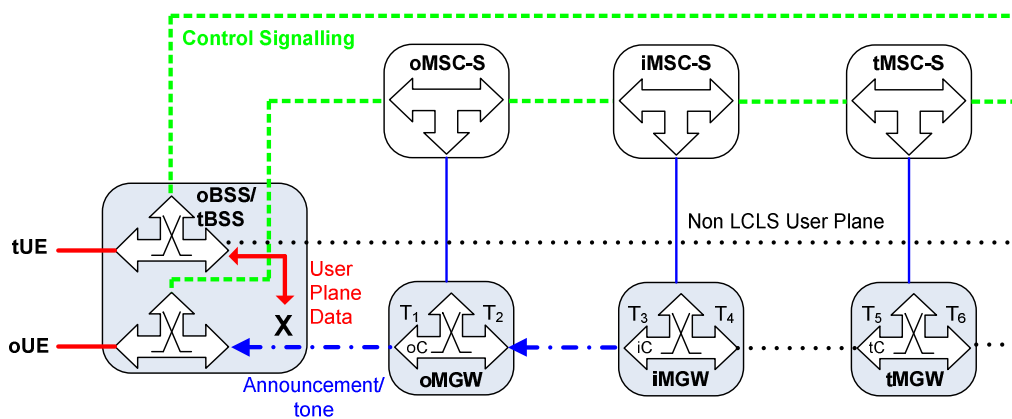 Control Signalling
oMSC-S
iMSC-S
tMSC-S
oBSS/
tBSS
Non LCLS User Plane
tUE
User
Plane
Data
X
oUE
T1 T2
oC
oMGW
T3 T4
iC
iMGW
T5 T6
tC
tMGW
Announcement/
tone